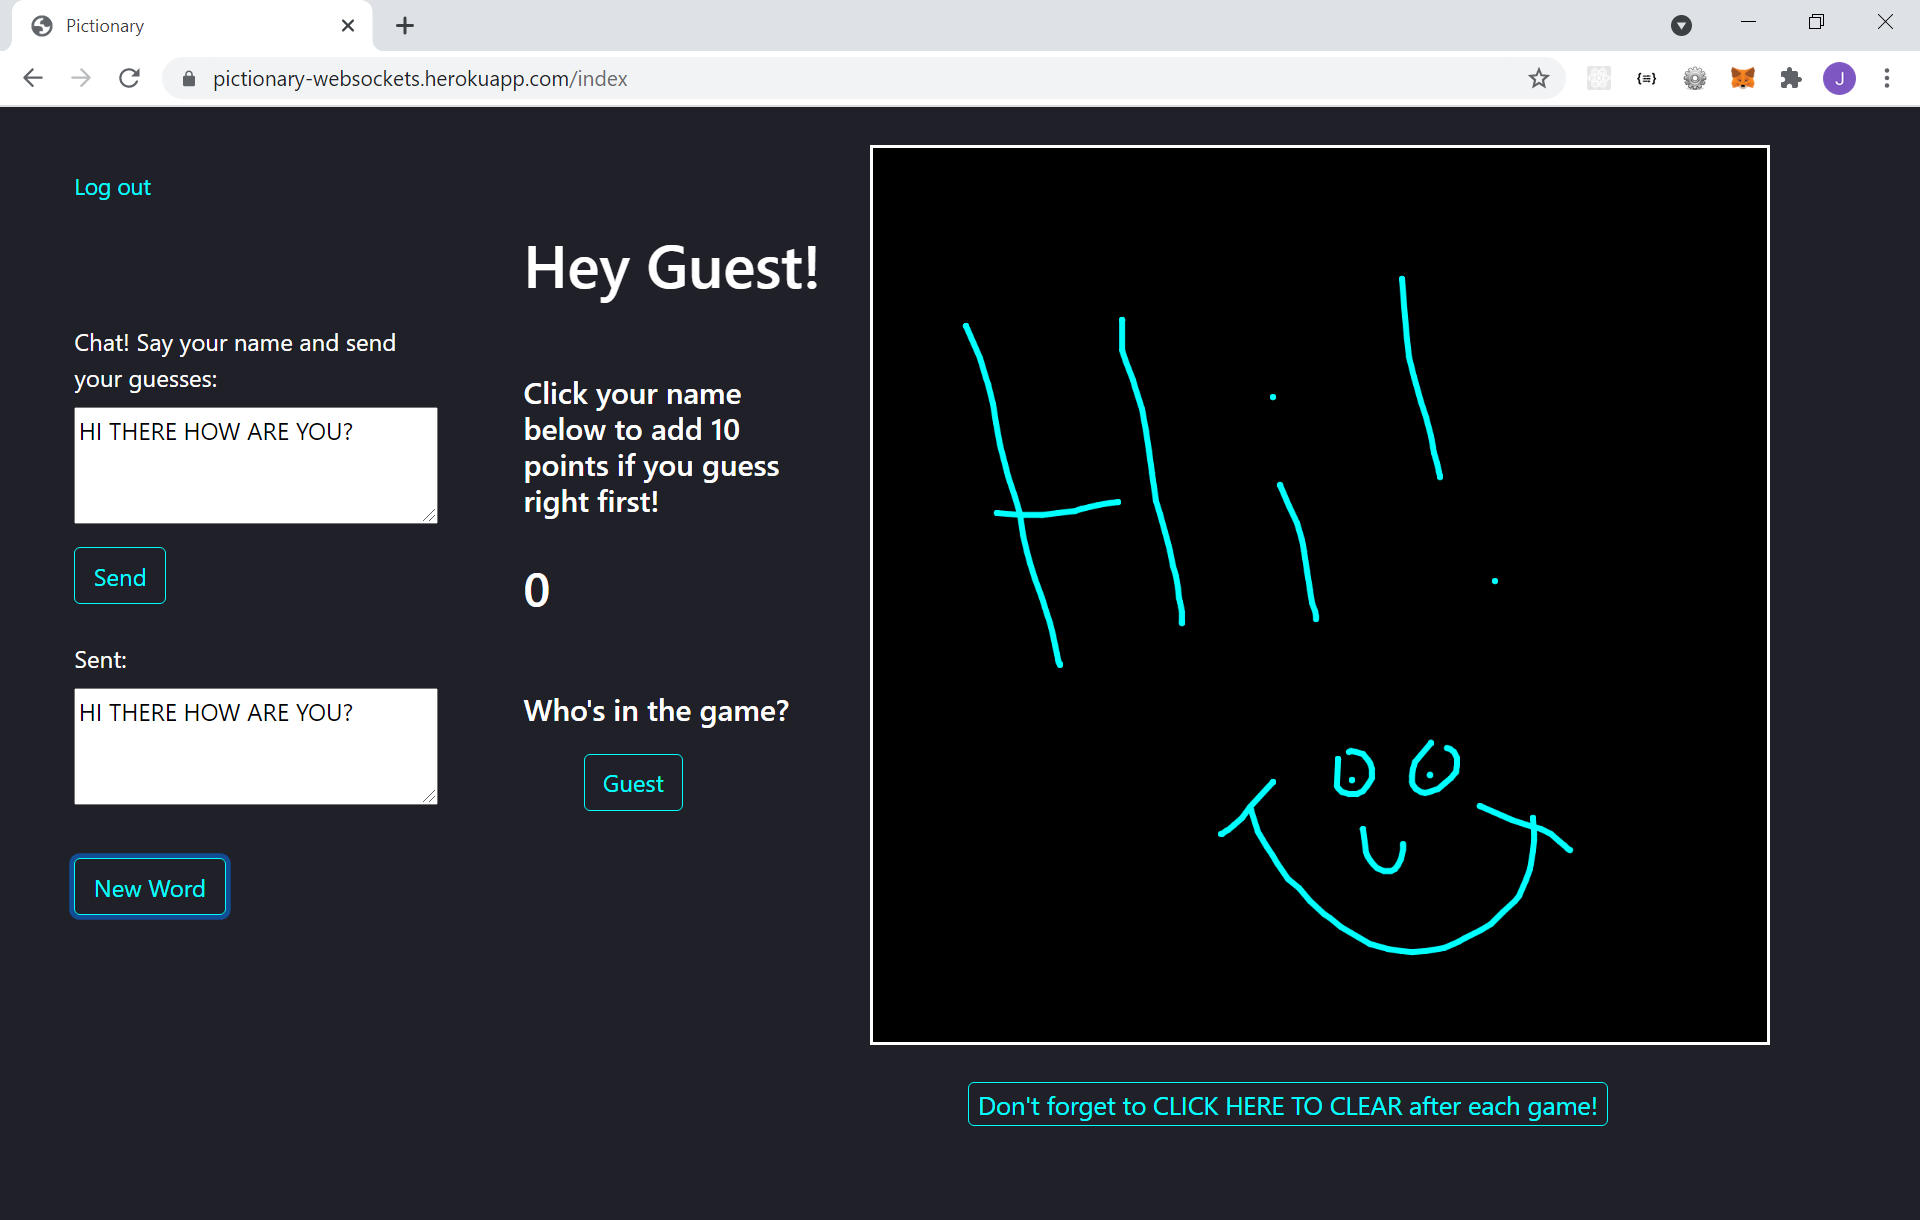 Pictionary
pictionary-websockets.herokuapp.com/index
J
Log out
Hey Guest!
Chat! Say your name and send
your guesses:
HI THERE HOW ARE YOU?
Send
Sent:
HI THERE HOW ARE YOU?
New Word
Click your name
below to add 10
points if you guess
right first!
0
Who's in the game?
Guest
Hi!
Don't forget to CLICK HERE TO CLEAR after each game!